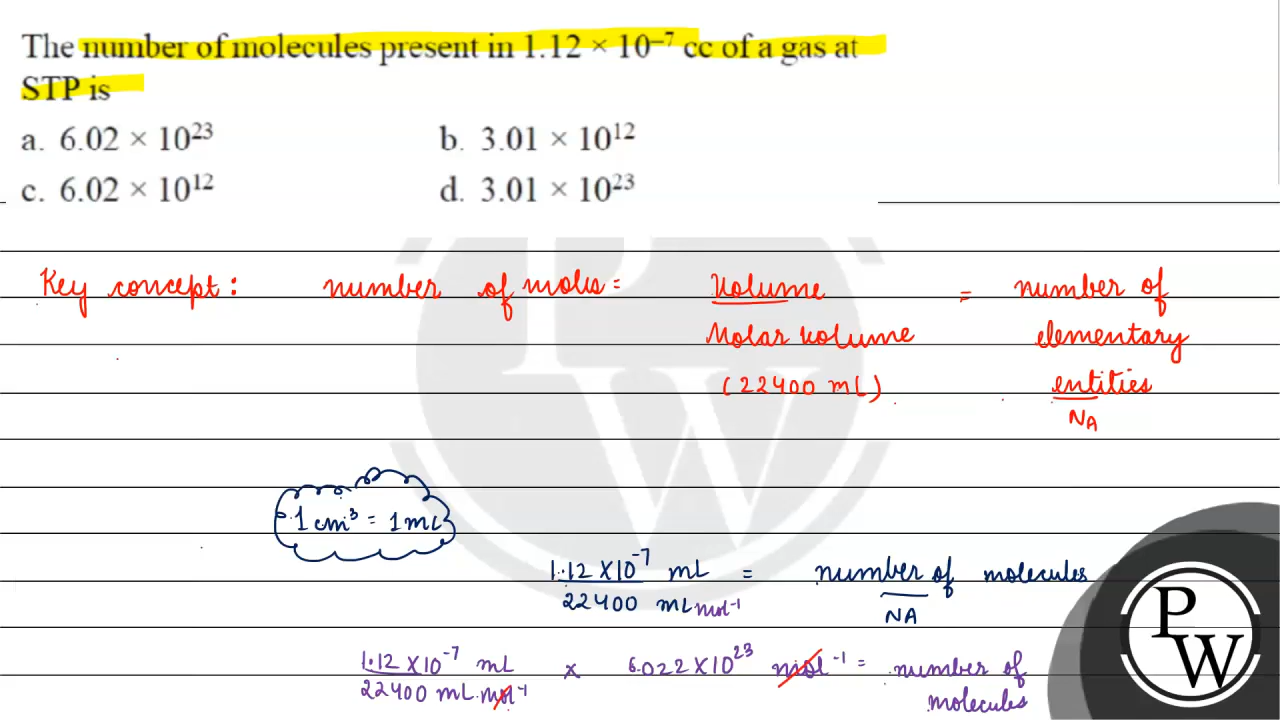 The number of molecules present in 1.12 × 10⁻⁷ cc of a gas at
STP is
a. 6.02 × 10²³ b. 3.01 × 10¹²
c. 6.02 × 10¹² d. 3.01 × 10²³
Key concept: number of moles = Volume = number of
Molar volume elementary
(22400 mL) entities
NA
1 cm³ = 1 mL
1.12 × 10⁻⁷ mL = number of molecules
22400 mL mol⁻¹ NA
1.12 × 10⁻⁷ mL × 6.022 × 10²³ mol⁻¹ = number of
22400 mL mol⁻¹ molecules
P
W